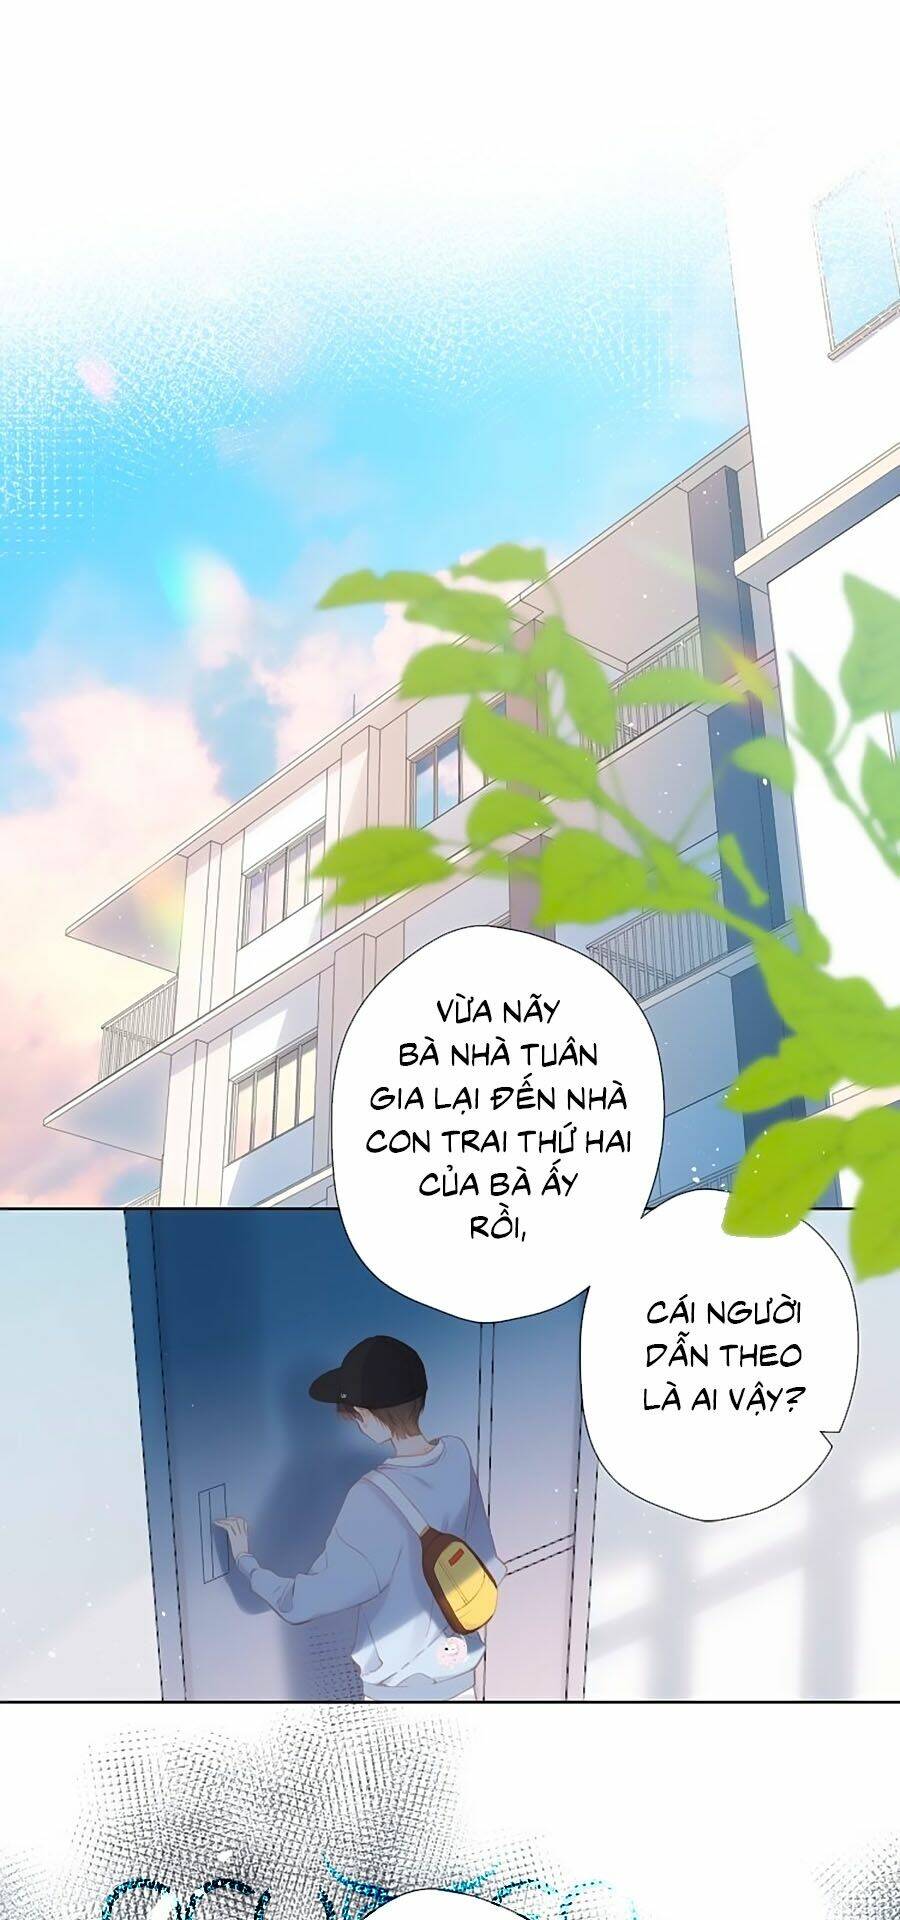 VỪA NÃY
BÀ NHÀ TUÂN
GIA LẠI ĐẾN NHÀ
CON TRAI THỨ HAI
CỦA BÀ ẤY
RỒI,
CÁI NGƯỜI
DẪN THEO
LÀ AI VẬY?